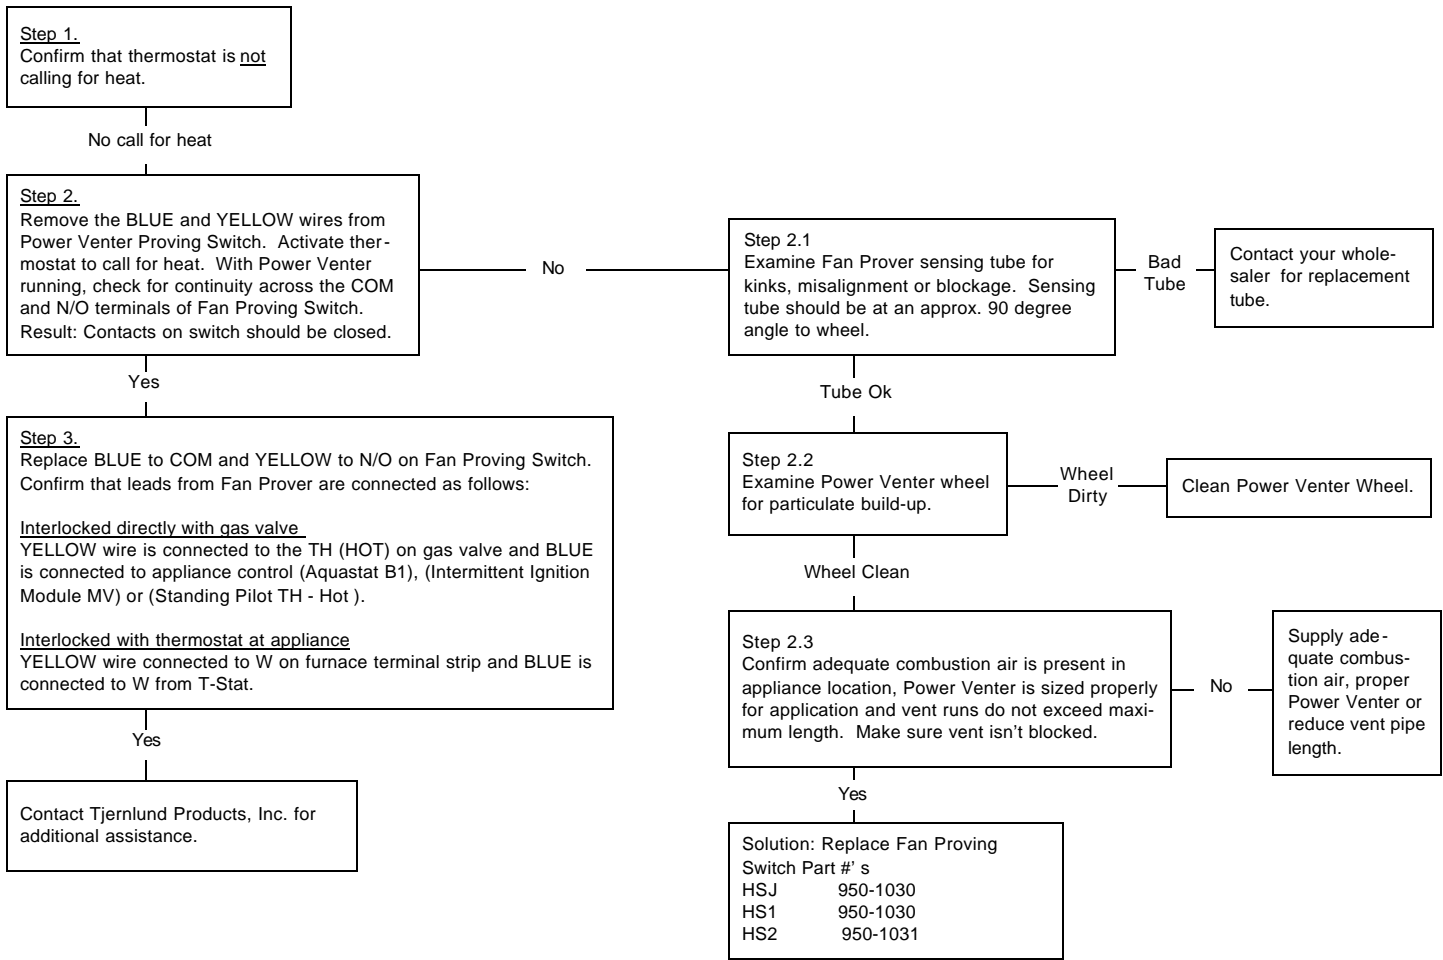 Step 1.
Confirm that thermostat is not
calling for heat.
No call for heat
Step 2.
Remove the BLUE and YELLOW wires from
Power Venter Proving Switch.  Activate ther-
mostat to call for heat.  With Power Venter
running, check for continuity across the COM
and N/O terminals of Fan Proving Switch.
Result: Contacts on switch should be closed.
No
Step 2.1
Examine Fan Prover sensing tube for
kinks, misalignment or blockage.  Sensing
tube should be at an approx. 90 degree
angle to wheel.
Bad
Tube
Contact your whole-
saler  for replacement
tube.
Yes
Tube Ok
Step 3.
Replace BLUE to COM and YELLOW to N/O on Fan Proving Switch.
Confirm that leads from Fan Prover are connected as follows:
Interlocked directly with gas valve
YELLOW wire is connected to the TH (HOT) on gas valve and BLUE
is connected to appliance control (Aquastat B1), (Intermittent Ignition
Module MV) or (Standing Pilot TH - Hot ).
Interlocked with thermostat at appliance
YELLOW wire connected to W on furnace terminal strip and BLUE is
connected to W from T-Stat.
Step 2.2
Examine Power Venter wheel
for particulate build-up.
Wheel
Dirty
Clean Power Venter Wheel.
Wheel Clean
Step 2.3
Confirm adequate combustion air is present in
appliance location, Power Venter is sized properly
for application and vent runs do not exceed maxi-
mum length.  Make sure vent isn't blocked.
No
Supply ade-
quate combus-
tion air, proper
Power Venter or
reduce vent pipe
length.
Yes
Yes
Contact Tjernlund Products, Inc. for
additional assistance.
Solution: Replace Fan Proving
Switch Part #' s
HSJ 950-1030
HS1 950-1030
HS2 950-1031